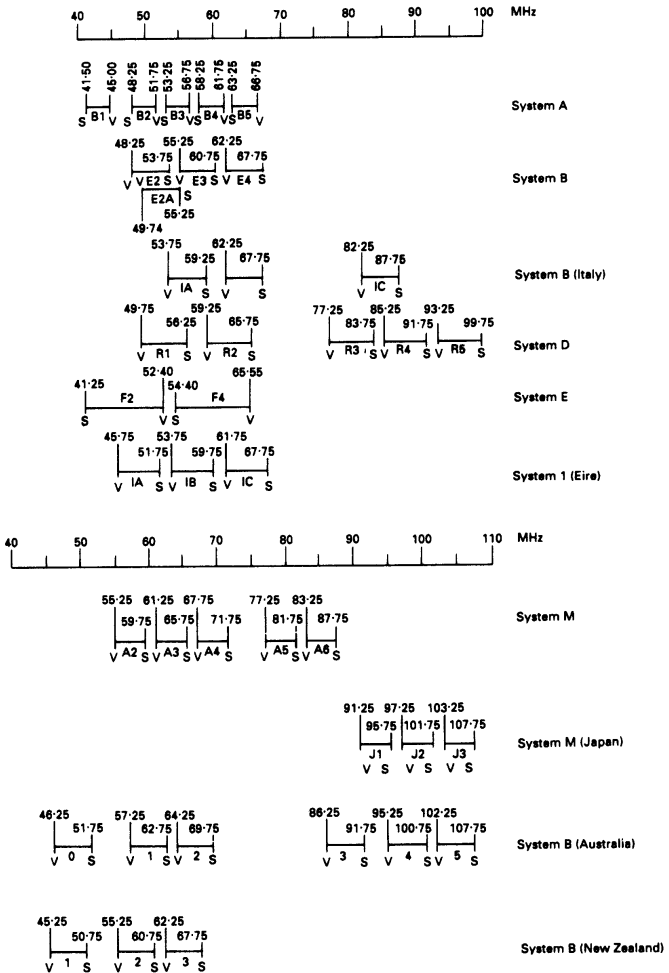 40 50 60 70 80 90 100 MHz
41·50 45·00 48·25 51·75 53·25 56·75 58·25 61·75 63·25 66·75
B1 B2 B3 B4 B5
S V S V S V S V S V
System A
48·25 55·25 62·25
53·75 60·75 67·75
V V E2 S V E3 S V E4 S
E2A S
55·25
49·74
System B
53·75 62·25 82·25
59·25 67·75 87·75
IA IC
V S V S V S
System B (Italy)
49·75 59·25 77·25 85·25 93·25
56·25 65·75 83·75 91·75 99·75
V R1 S V R2 S V R3 S V R4 S V R5 S
System D
52·40 65·55
41·25 F2 54·40 F4
S V S V
System E
45·75 53·75 61·75
51·75 59·75 67·75
V IA S V IB S V IC S
System 1 (Eire)
40 50 60 70 80 90 100 110 MHz
55·25 61·25 67·75 77·25 83·25
59·75 65·75 71·75 81·75 87·75
V A2 S V A3 S V A4 S V A5 S V A6 S
System M
91·25 97·25 103·25
95·75 101·75 107·75
J1 J2 J3
V S V S V S
System M (Japan)
46·25 57·25 64·25 86·25 95·25 102·25
51·75 62·75 69·75 91·75 100·75 107·75
V 0 S V 1 S V 2 S V 3 S V 4 S V 5 S
System B (Australia)
45·25 55·25 62·25
50·75 60·75 67·75
V 1 S V 2 S V 3 S
System B (New Zealand)